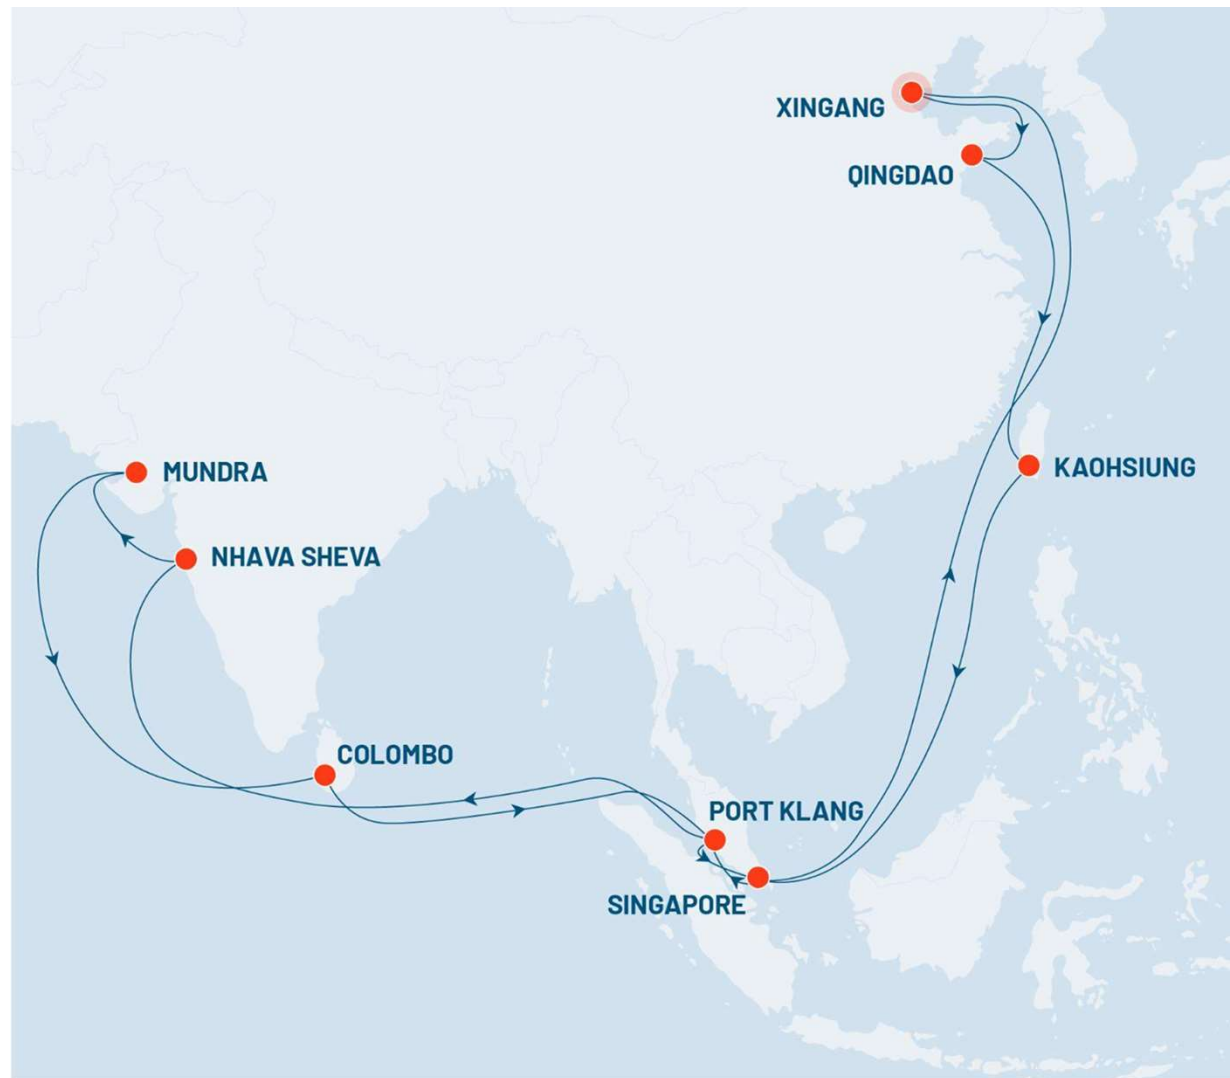 XINGANG
QINGDAO
MUNDRA
KAOHSIUNG
NHAVA SHEVA
COLOMBO
PORT KLANG
SINGAPORE